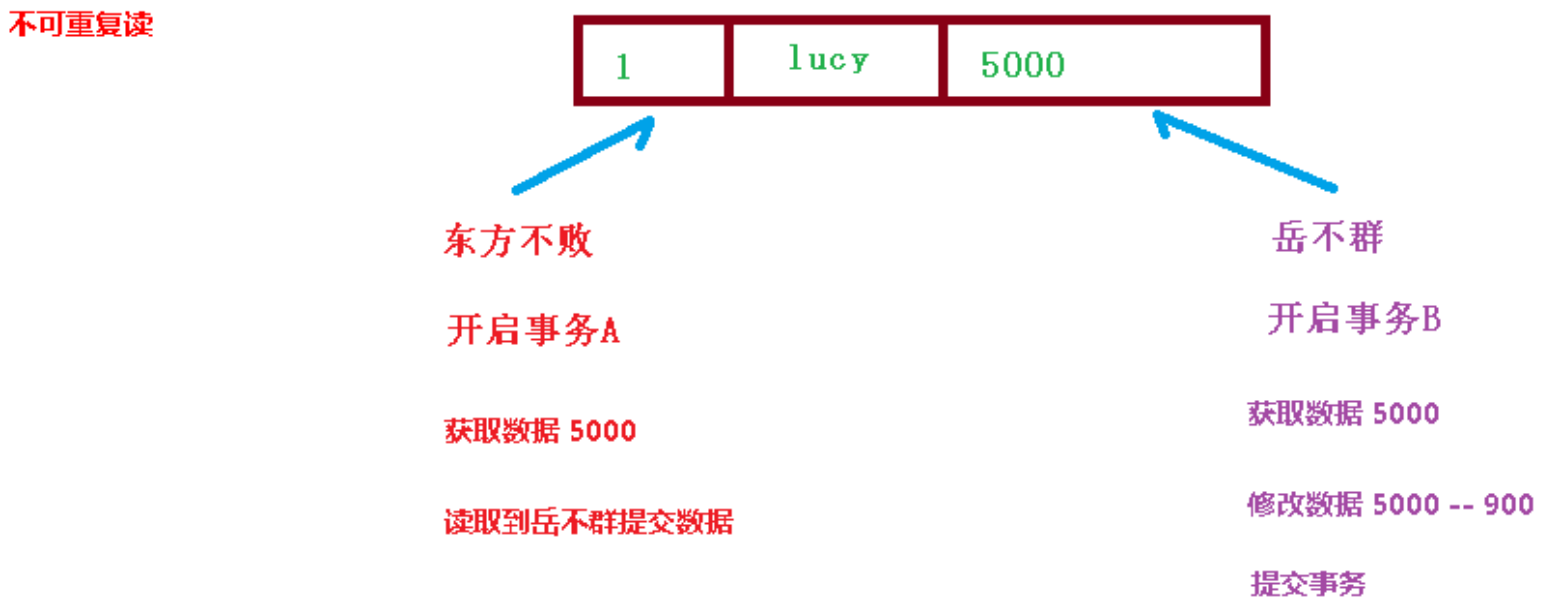 不可重复读
1 lucy 5000
东方不败
开启事务A
获取数据 5000
读取到岳不群提交数据
岳不群
开启事务B
获取数据 5000
修改数据 5000 -- 900
提交事务